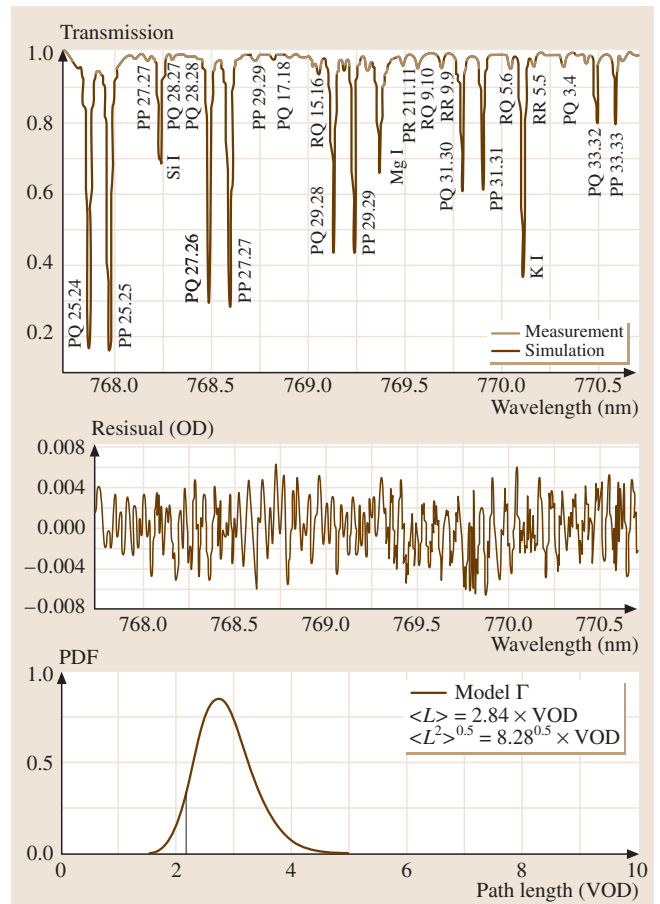 Transmission
1.0
0.8
0.6
0.4
0.2
PQ 25.24
PP 25.25
PP 27.27
Si I
PQ 28.27
PQ 28.28
PQ 27.26
PP 27.27
PP 29.29
PQ 17.18
RQ 15.16
PQ 29.28
PP 29.29
Mg I
PR 211.11
RQ 9.10
RR 9.9
PQ 31.30
PP 31.31
RQ 5.6
RR 5.5
K I
PQ 3.4
PQ 33.32
PP 33.33
Measurement
Simulation
768.0 768.5 769.0 769.5 770.0 770.5
Wavelength (nm)
Resisual (OD)
0.008
0.004
0.000
−0.004
−0.008
768.0 768.5 769.0 769.5 770.0 770.5
Wavelength (nm)
PDF
1.0
0.5
0.0
Model Γ
<L> = 2.84 × VOD
<L²>⁰·⁵ = 8.28⁰·⁵ × VOD
0 2 4 6 8 10
Path length (VOD)